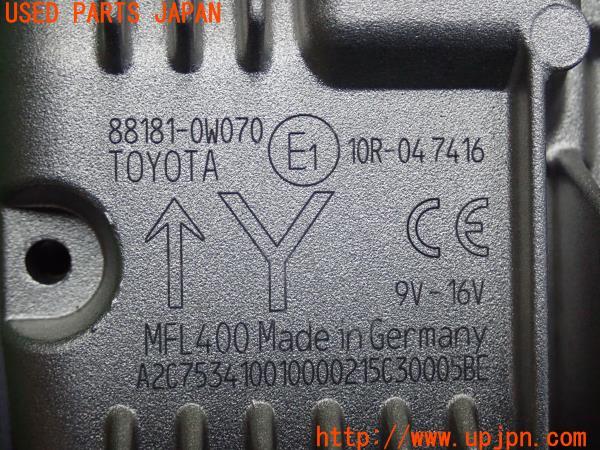 USED PARTS JAPAN
88181-0W070
TOYOTA
E1
10R-04 7416
Y
CE
9V-16V
MFL400 Made in Germany
A2C7534100100000215C30005BE
http://www.upjpn.com/